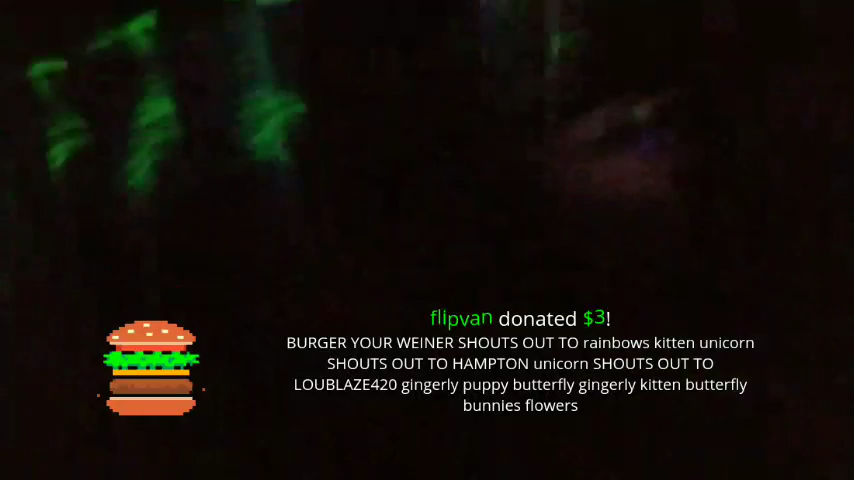 flipvan donated $3!
BURGER YOUR WEINER SHOUTS OUT TO rainbows kitten unicorn
SHOUTS OUT TO HAMPTON unicorn SHOUTS OUT TO
LOUBLAZE420 gingerly puppy butterfly gingerly kitten butterfly
bunnies flowers